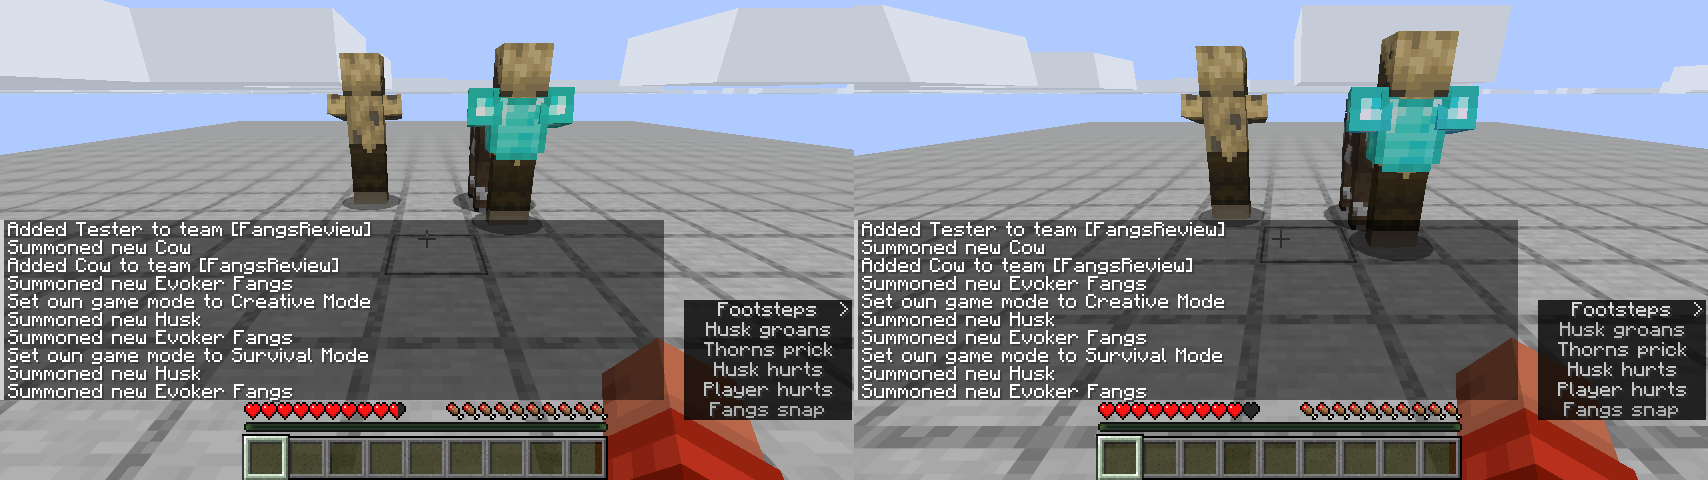 Added Tester to team [FangsReview]
Summoned new Cow
Added Cow to team [FangsReview]
Summoned new Evoker Fangs
Set own game mode to Creative Mode
Summoned new Husk
Summoned new Evoker Fangs
Set own game mode to Survival Mode
Summoned new Husk
Summoned new Evoker Fangs
Footsteps >
Husk groans
Thorns prick
Husk hurts
Player hurts
Fangs snap
Added Tester to team [FangsReview]
Summoned new Cow
Added Cow to team [FangsReview]
Summoned new Evoker Fangs
Set own game mode to Creative Mode
Summoned new Husk
Summoned new Evoker Fangs
Set own game mode to Survival Mode
Summoned new Husk
Summoned new Evoker Fangs
Footsteps >
Husk groans
Thorns prick
Husk hurts
Player hurts
Fangs snap